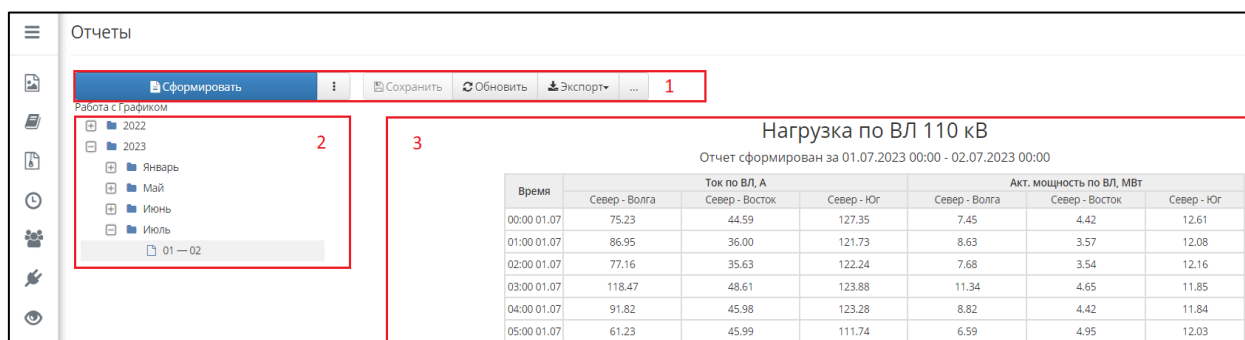 Отчеты
Сформировать Сохранить Обновить Экспорт ... 1
Работа с Графиком
2022
2023
Январь
Май
Июнь
Июль
01 — 02
2
3
Нагрузка по ВЛ 110 кВ
Отчет сформирован за 01.07.2023 00:00 - 02.07.2023 00:00
Время Ток по ВЛ, А Акт. мощность по ВЛ, МВт
Север - Волга Север - Восток Север - Юг Север - Волга Север - Восток Север - Юг
00:00 01.07 75.23 44.59 127.35 7.45 4.42 12.61
01:00 01.07 86.95 36.00 121.73 8.63 3.57 12.08
02:00 01.07 77.16 35.63 122.24 7.68 3.54 12.16
03:00 01.07 118.47 48.61 123.88 11.34 4.65 11.85
04:00 01.07 91.82 45.98 123.28 8.82 4.42 11.84
05:00 01.07 61.23 45.99 111.74 6.59 4.95 12.03